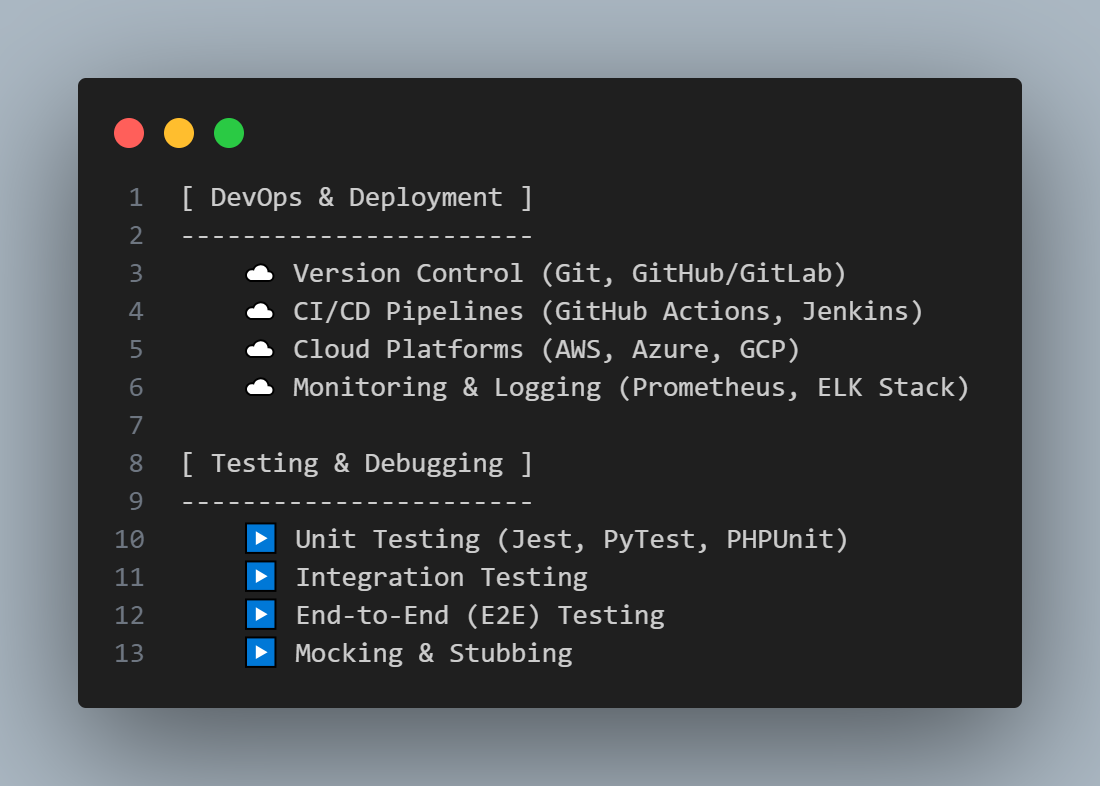 1 [ DevOps & Deployment ]
2 -----------------------
3 ☁ Version Control (Git, GitHub/GitLab)
4 ☁ CI/CD Pipelines (GitHub Actions, Jenkins)
5 ☁ Cloud Platforms (AWS, Azure, GCP)
6 ☁ Monitoring & Logging (Prometheus, ELK Stack)
7
8 [ Testing & Debugging ]
9 -----------------------
10 ▶ Unit Testing (Jest, PyTest, PHPUnit)
11 ▶ Integration Testing
12 ▶ End-to-End (E2E) Testing
13 ▶ Mocking & Stubbing